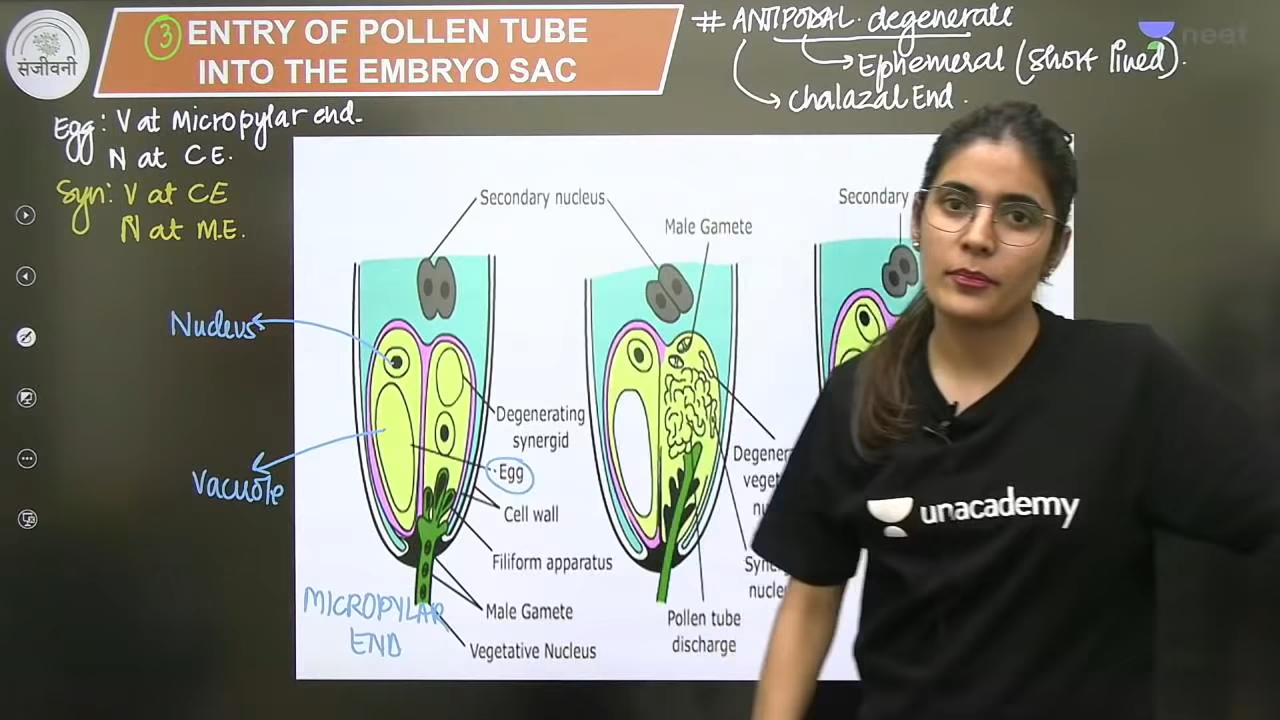 संजीवनी
3 ENTRY OF POLLEN TUBE
INTO THE EMBRYO SAC
# ANTIPODAL degenerate
→ Ephemeral (Short lived).
→ Chalazal End.
neet
Egg: V at Micropylar end.
N at C.E.
Syn: V at CE
N at M.E.
Nucleus
Vacuole
MICROPYLAR
END
Secondary nucleus
Male Gamete
Degenerating
synergid
Egg
Cell wall
Filiform apparatus
Male Gamete
Vegetative Nucleus
Pollen tube
discharge
Secondary
unacademy